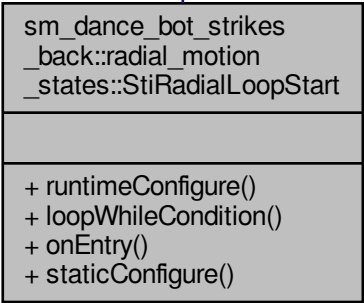 sm_dance_bot_strikes
_back::radial_motion
_states::StiRadialLoopStart
+ runtimeConfigure()
+ loopWhileCondition()
+ onEntry()
+ staticConfigure()